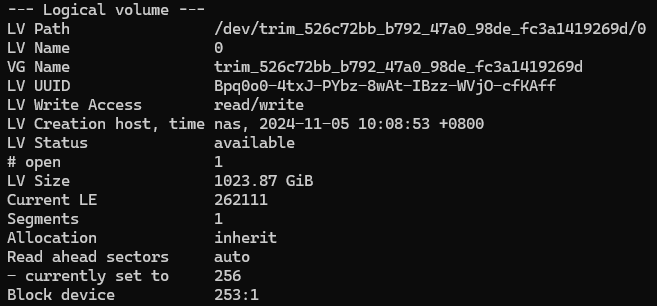 --- Logical volume ---
LV Path                /dev/trim_526c72bb_b792_47a0_98de_fc3a1419269d/0
LV Name                0
VG Name                trim_526c72bb_b792_47a0_98de_fc3a1419269d
LV UUID                Bpq0o0-4txJ-PYbz-8wAt-IBzz-WVjO-cfKAff
LV Write Access        read/write
LV Creation host, time nas, 2024-11-05 10:08:53 +0800
LV Status              available
# open                 1
LV Size                1023.87 GiB
Current LE             262111
Segments               1
Allocation             inherit
Read ahead sectors     auto
- currently set to     256
Block device           253:1